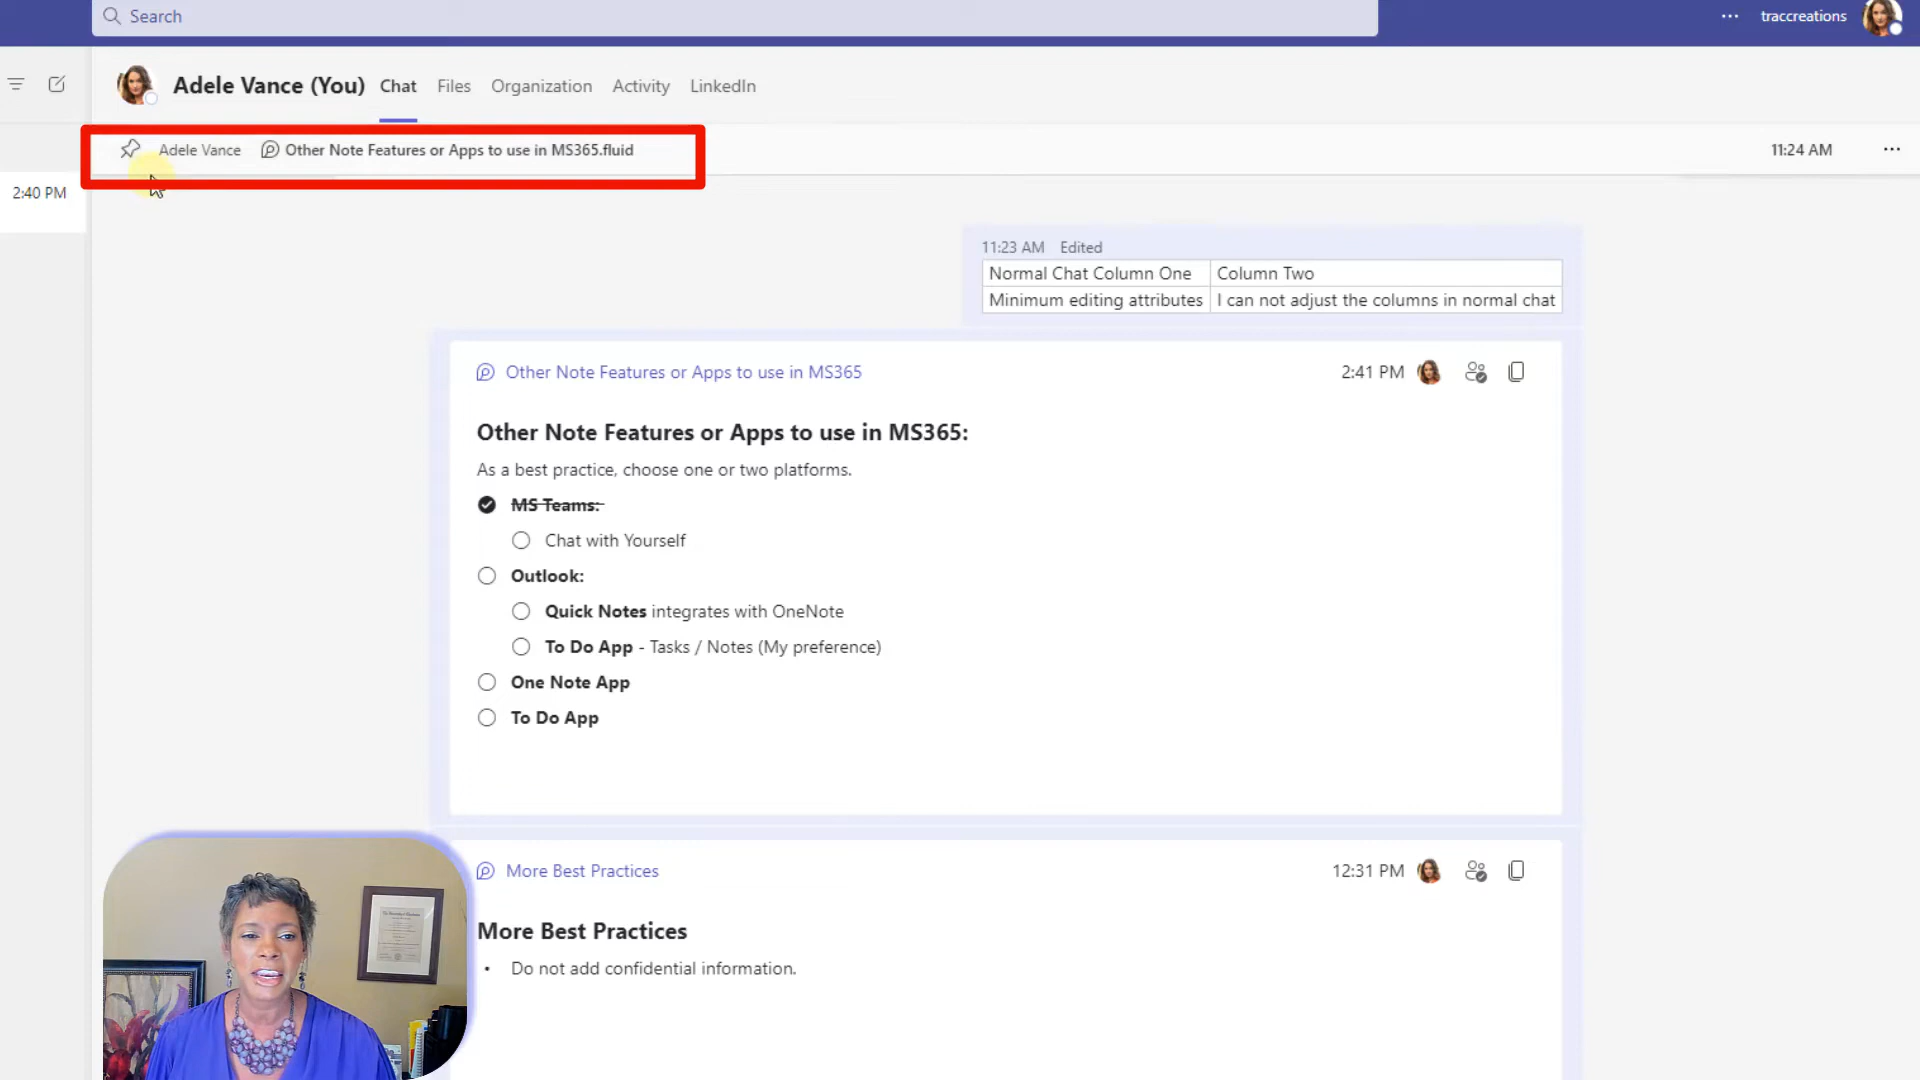 Search
traccreations
Adele Vance (You) Chat Files Organization Activity LinkedIn
Adele Vance Other Note Features or Apps to use in MS365.fluid 11:24 AM
2:40 PM
11:23 AM Edited
Normal Chat Column One Column Two
Minimum editing attributes I can not adjust the columns in normal chat
Other Note Features or Apps to use in MS365 2:41 PM
Other Note Features or Apps to use in MS365:
As a best practice, choose one or two platforms.
MS Teams:
Chat with Yourself
Outlook:
Quick Notes integrates with OneNote
To Do App - Tasks / Notes (My preference)
One Note App
To Do App
More Best Practices 12:31 PM
More Best Practices
• Do not add confidential information.